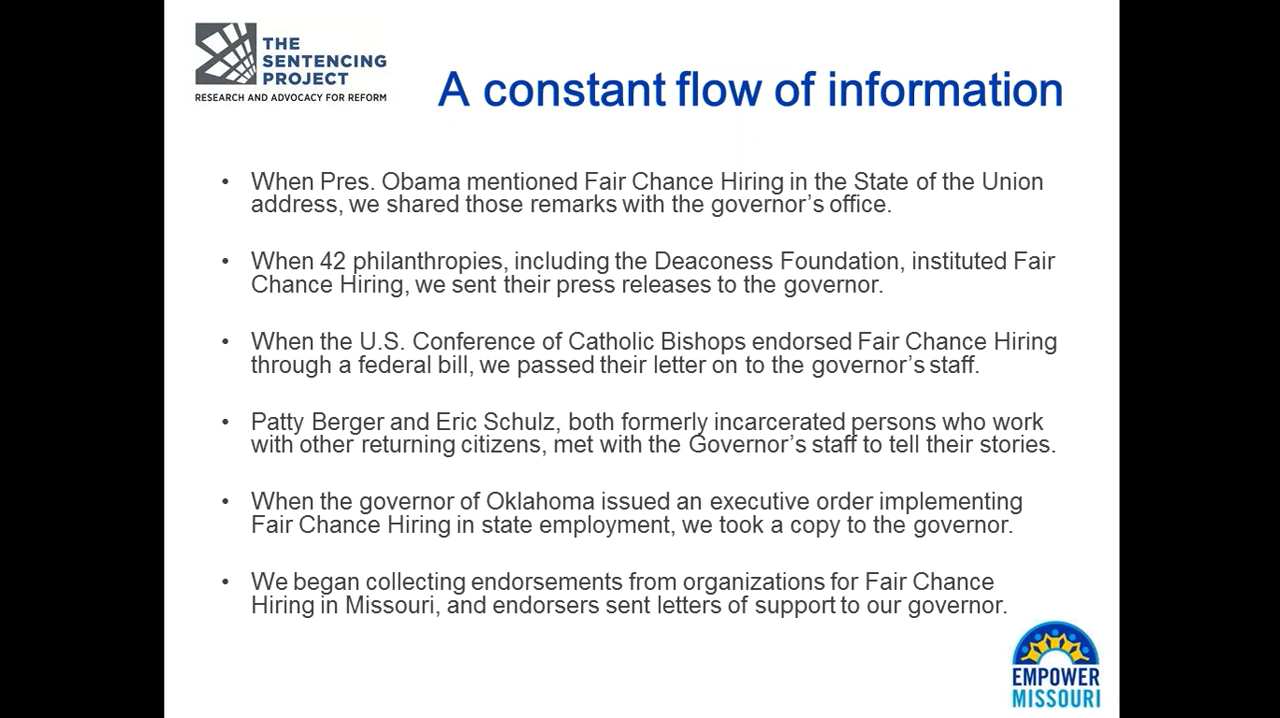 THE
SENTENCING
PROJECT
RESEARCH AND ADVOCACY FOR REFORM
A constant flow of information
• When Pres. Obama mentioned Fair Chance Hiring in the State of the Union
address, we shared those remarks with the governor’s office.
• When 42 philanthropies, including the Deaconess Foundation, instituted Fair
Chance Hiring, we sent their press releases to the governor.
• When the U.S. Conference of Catholic Bishops endorsed Fair Chance Hiring
through a federal bill, we passed their letter on to the governor’s staff.
• Patty Berger and Eric Schulz, both formerly incarcerated persons who work
with other returning citizens, met with the Governor’s staff to tell their stories.
• When the governor of Oklahoma issued an executive order implementing
Fair Chance Hiring in state employment, we took a copy to the governor.
• We began collecting endorsements from organizations for Fair Chance
Hiring in Missouri, and endorsers sent letters of support to our governor.
EMPOWER
MISSOURI